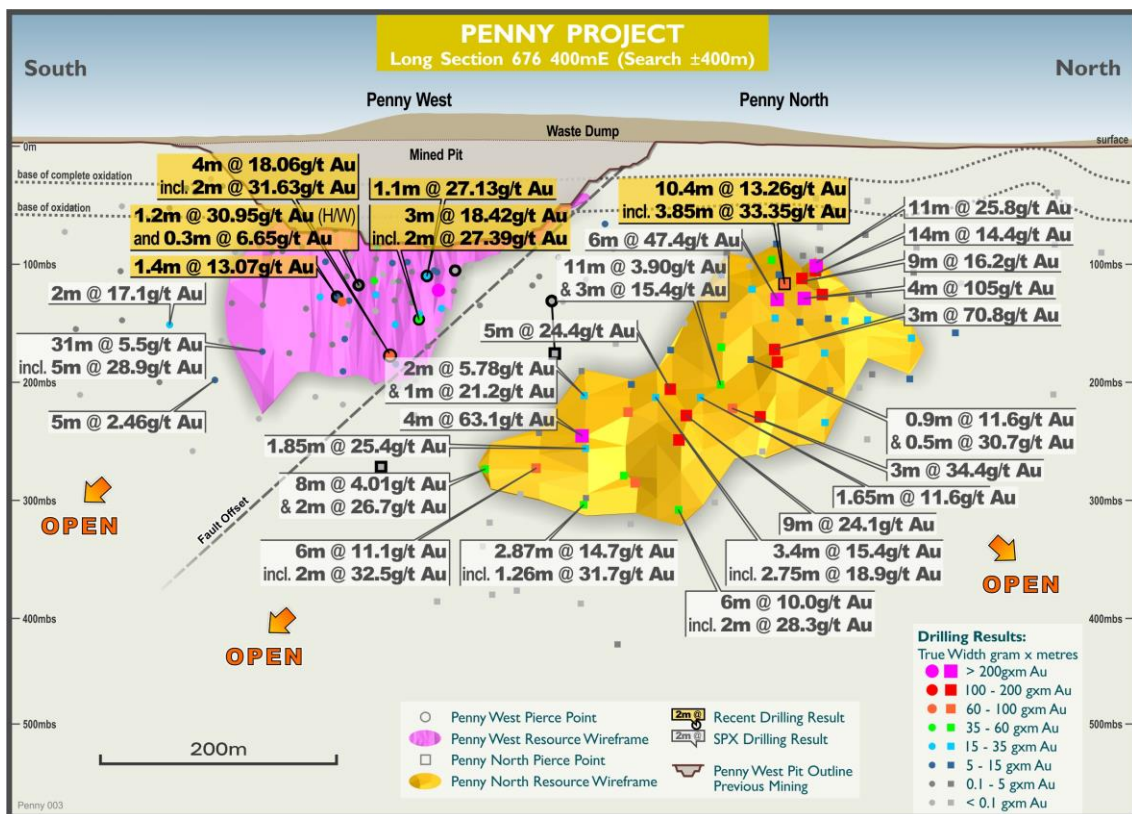 PENNY PROJECT
Long Section 676 400mE (Search ±400m)
South
North
Penny West
Penny North
Waste Dump
Mined Pit
0m
surface
base of complete oxidation
base of oxidation
4m @ 18.06g/t Au
incl. 2m @ 31.63g/t Au
1.2m @ 30.95g/t Au (H/W)
and 0.3m @ 6.65g/t Au
1.4m @ 13.07g/t Au
1.1m @ 27.13g/t Au
3m @ 18.42g/t Au
incl. 2m @ 27.39g/t Au
10.4m @ 13.26g/t Au
incl. 3.85m @ 33.35g/t Au
6m @ 47.4g/t Au
11m @ 3.90g/t Au
& 3m @ 15.4g/t Au
5m @ 24.4g/t Au
11m @ 25.8g/t Au
14m @ 14.4g/t Au
9m @ 16.2g/t Au
4m @ 105g/t Au
3m @ 70.8g/t Au
100mbs
100mbs
2m @ 17.1g/t Au
31m @ 5.5g/t Au
incl. 5m @ 28.9g/t Au
5m @ 2.46g/t Au
200mbs
200mbs
2m @ 5.78g/t Au
& 1m @ 21.2g/t Au
4m @ 63.1g/t Au
1.85m @ 25.4g/t Au
8m @ 4.01g/t Au
& 2m @ 26.7g/t Au
6m @ 11.1g/t Au
incl. 2m @ 32.5g/t Au
2.87m @ 14.7g/t Au
incl. 1.26m @ 31.7g/t Au
0.9m @ 11.6g/t Au
& 0.5m @ 30.7g/t Au
3m @ 34.4g/t Au
1.65m @ 11.6g/t Au
9m @ 24.1g/t Au
3.4m @ 15.4g/t Au
incl. 2.75m @ 18.9g/t Au
6m @ 10.0g/t Au
incl. 2m @ 28.3g/t Au
300mbs
300mbs
Fault Offset
OPEN
OPEN
OPEN
400mbs
400mbs
500mbs
500mbs
200m
Penny West Pierce Point
Penny West Resource Wireframe
Penny North Pierce Point
Penny North Resource Wireframe
2m @
Recent Drilling Result
2m @
SPX Drilling Result
Penny West Pit Outline
Previous Mining
Drilling Results:
True Width gram x metres
> 200gxm Au
100 - 200 gxm Au
60 - 100 gxm Au
35 - 60 gxm Au
15 - 35 gxm Au
5 - 15 gxm Au
0.1 - 5 gxm Au
< 0.1 gxm Au
Penny 003